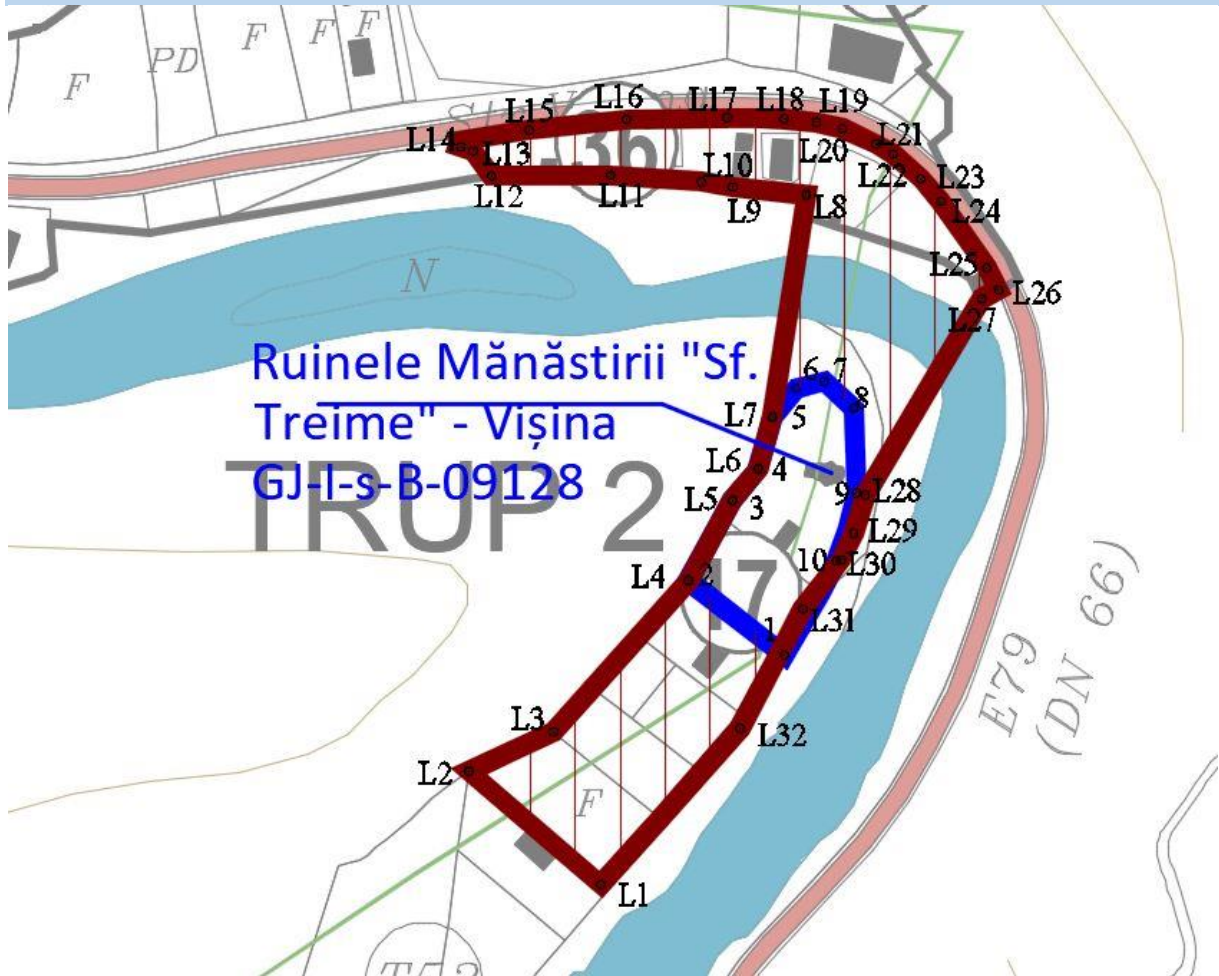 F
PD
F
F
F
L14
L15
L16
L17
L18
L19
L13
36
L20
L21
L12
L11
L10
L9
L8
L22
L23
L24
L25
L26
L27
N
Ruinele Mănăstirii "Sf.
Treime" - Vișina
GJ-I-s-B-09128
TRUP 2
6
7
8
L7
5
L6
4
L5
3
9
L28
L29
10
L30
L4
2
17
L31
1
L3
L32
L2
F
L1
E79
(DN 66)